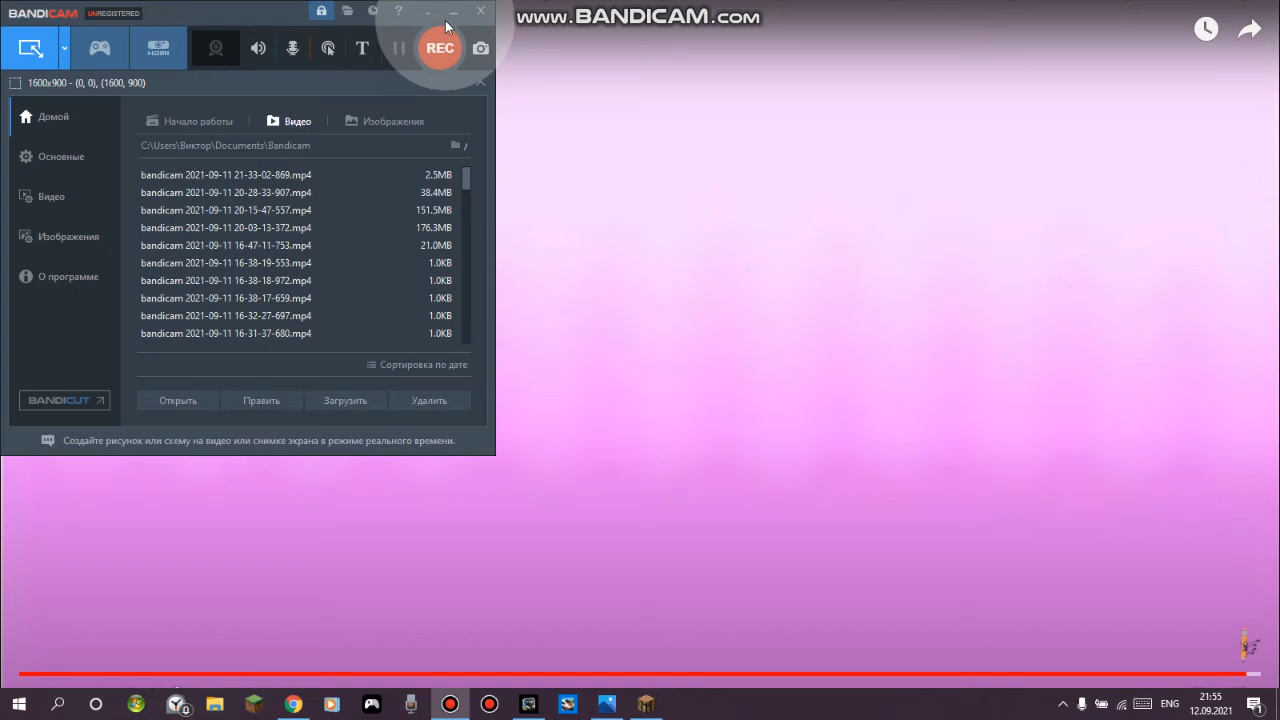 BANDICAM UNREGISTERED
?
www.BANDICAM.com
HDMI
T
REC
1600x900 - (0, 0), (1600, 900)
Домой
Основные
Видео
Изображения
О программе
BANDICUT
Начало работы
Видео
Изображения
C:\Users\Виктор\Documents\Bandicam
/
bandicam 2021-09-11 21-33-02-869.mp4 2.5MB
bandicam 2021-09-11 20-28-33-907.mp4 38.4MB
bandicam 2021-09-11 20-15-47-557.mp4 151.5MB
bandicam 2021-09-11 20-03-13-372.mp4 176.3MB
bandicam 2021-09-11 16-47-11-753.mp4 21.0MB
bandicam 2021-09-11 16-38-19-553.mp4 1.0KB
bandicam 2021-09-11 16-38-18-972.mp4 1.0KB
bandicam 2021-09-11 16-38-17-659.mp4 1.0KB
bandicam 2021-09-11 16-32-27-697.mp4 1.0KB
bandicam 2021-09-11 16-31-37-680.mp4 1.0KB
Сортировка по дате
Открыть
Править
Загрузить
Удалить
Создайте рисунок или схему на видео или снимке экрана в режиме реального времени.
21:55
12.09.2021
1